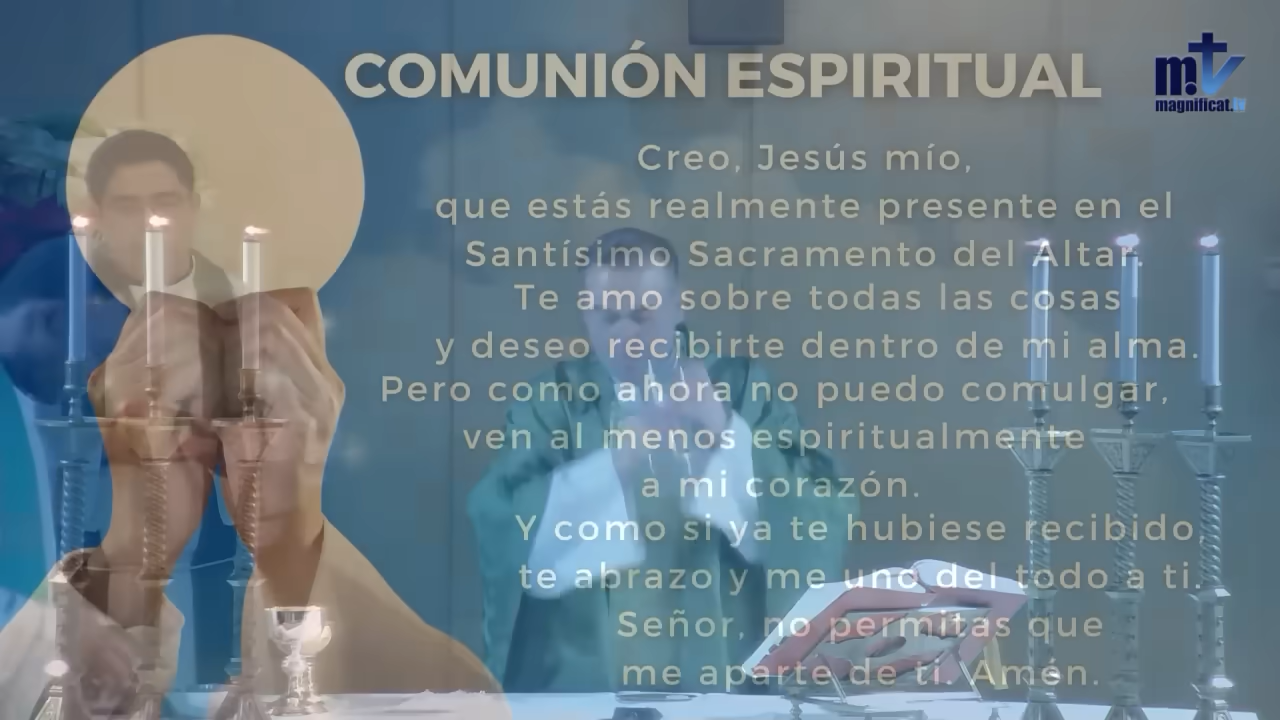 COMUNIÓN ESPIRITUAL
m.tv
magnificat.tv
Creo, Jesús mío,
que estás realmente presente en el
Santísimo Sacramento del Altar.
Te amo sobre todas las cosas
y deseo recibirte dentro de mi alma.
Pero como ahora no puedo comulgar,
ven al menos espiritualmente
a mi corazón.
Y como si ya te hubiese recibido,
te abrazo y me uno del todo a ti.
Señor, no permitas que
me aparte de ti. Amén.